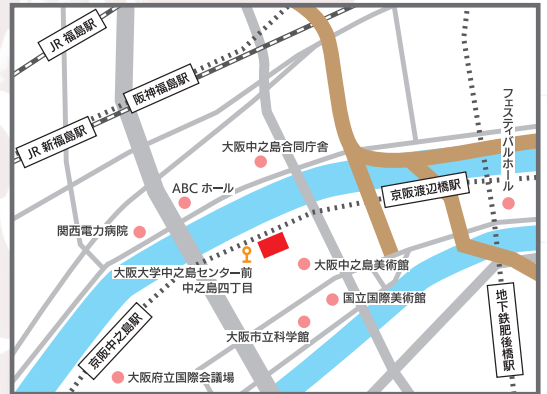 JR 福島駅
阪神福島駅
JR 新福島駅
フェスティバルホール
大阪中之島合同庁舎
ABC ホール
京阪渡辺橋駅
関西電力病院
大阪大学中之島センター前
中之島四丁目
大阪中之島美術館
国立国際美術館
大阪市立科学館
地下鉄肥後橋駅
京阪中之島駅
大阪府立国際会議場